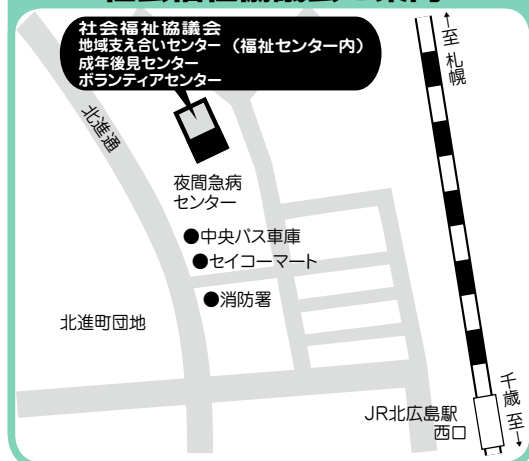 社会福祉協議会
地域支え合いセンター（福祉センター内）
成年後見センター
ボランティアセンター
←至 札幌
北進通
夜間急病
センター
●中央バス車庫
●セイコーマート
●消防署
北進町団地
JR北広島駅
西口
千歳 至→